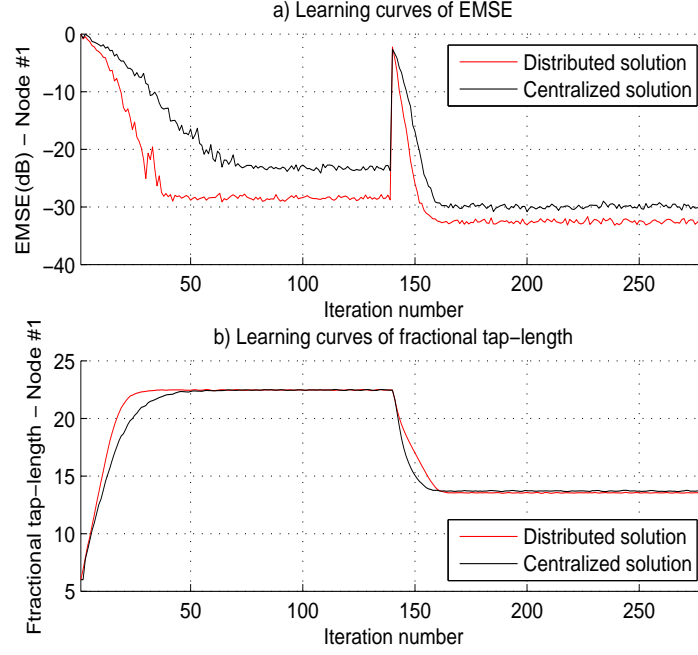 a) Learning curves of EMSE
EMSE(dB) − Node #1
0
−10
−20
−30
−40
50
100
150
200
250
Iteration number
Distributed solution
Centralized solution
b) Learning curves of fractional tap−length
Ftractional tap−length − Node #1
25
20
15
10
5
50
100
150
200
250
Iteration number
Distributed solution
Centralized solution